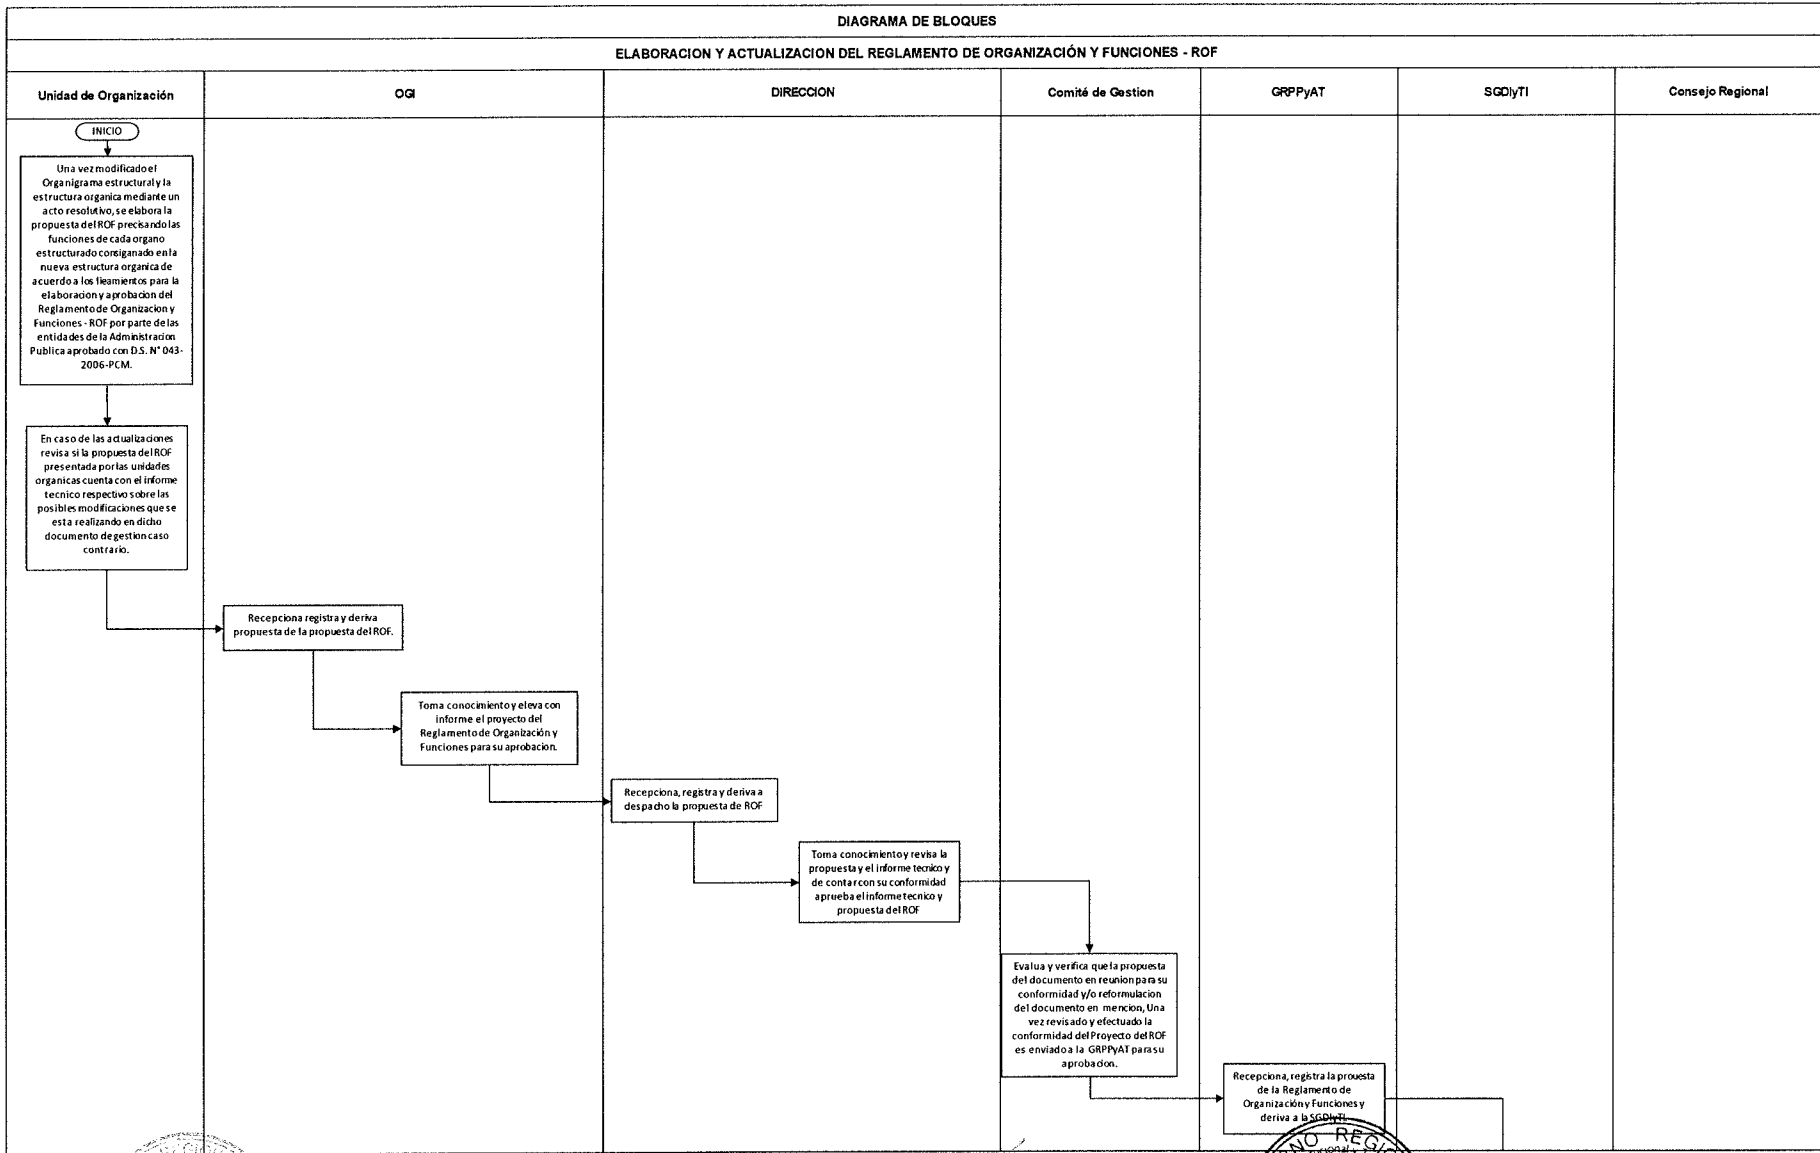 DIAGRAMA DE BLOQUES
ELABORACION Y ACTUALIZACION DEL REGLAMENTO DE ORGANIZACIÓN Y FUNCIONES - ROF
Unidad de Organización
OGI
DIRECCION
Comité de Gestion
GRPPyAT
SGDIyTI
Consejo Regional
INICIO
Una vez modificado el
Organigrama estructural y la
estructura organica mediante un
acto resolutivo, se elabora la
propuesta del ROF precisando las
funciones de cada organo
estructurado consiganado en la
nueva estructura organica de
acuerdo a los lieamientos para la
elaboracion y aprobacion del
Reglamento de Organizacion y
Funciones - ROF por parte de las
entidades de la Administracion
Publica aprobado con D.S. N° 043-
2006-PCM.
En caso de las actualizaciones
revisa si la propuesta del ROF
presentada por las unidades
organicas cuenta con el informe
tecnico respectivo sobre las
posibles modificaciones que se
esta realizando en dicho
documento de gestion caso
contrario.
Recepciona registra y deriva
propuesta de la propuesta del ROF.
Toma conocimiento y eleva con
informe el proyecto del
Reglamento de Organización y
Funciones para su aprobacion.
Recepciona, registra y deriva a
despacho la propuesta de ROF
Toma conocimiento y revisa la
propuesta y el informe tecnico y
de contar con su conformidad
aprueba el informe tecnico y
propuesta del ROF
Evalua y verifica que la propuesta
del documento en reunion para su
conformidad y/o reformulacion
del documento en mencion, Una
vez revisado y efectuado la
conformidad del Proyecto del ROF
es enviado a la GRPPyAT para su
aprobacion.
Recepciona, registra la prouesta
de la Reglamento de
Organización y Funciones y
deriva a la SGDIyTI.
NO REGIO